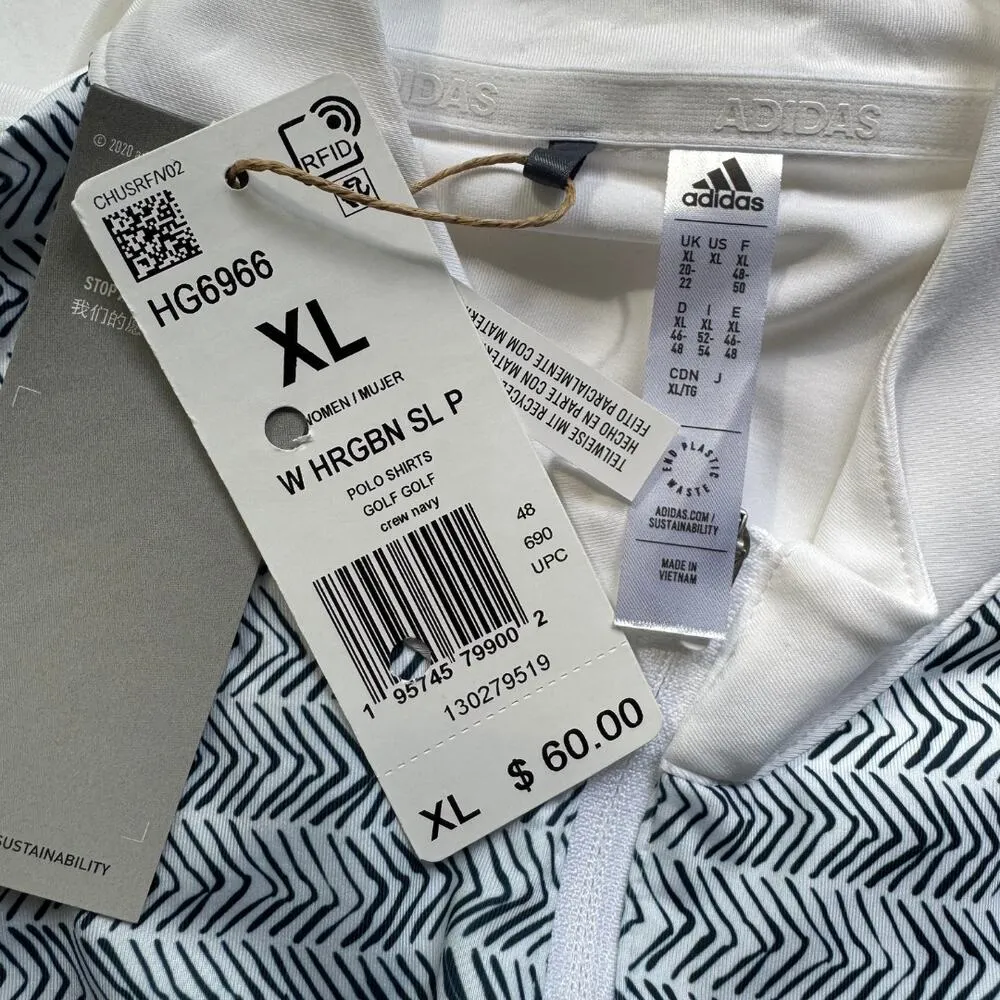 ADIDAS
ADIDAS
© 2020
STOP
我们的
SUSTAINABILITY
CHUSRF/V02
RFID
HG6966
XL
WOMEN / MUJER
W HRGBN SL P
POLO SHIRTS
GOLF GOLF
crew navy
48
690
UPC
1 95745 79900 2
130279519
$ 60.00
XL
TEILWEISE MIT RECYCE
HECHO EN PARTE CON MATER
FEITO PARCIALMENTE COM MATERI
adidas
UK US F
XL XL XL
20-22 48-50
D I E
XL XL XL
46-48 52-54 46-48
CDN J
XL/TG
END PLASTIC WASTE
ADIDAS.COM/
SUSTAINABILITY
MADE IN
VIETNAM